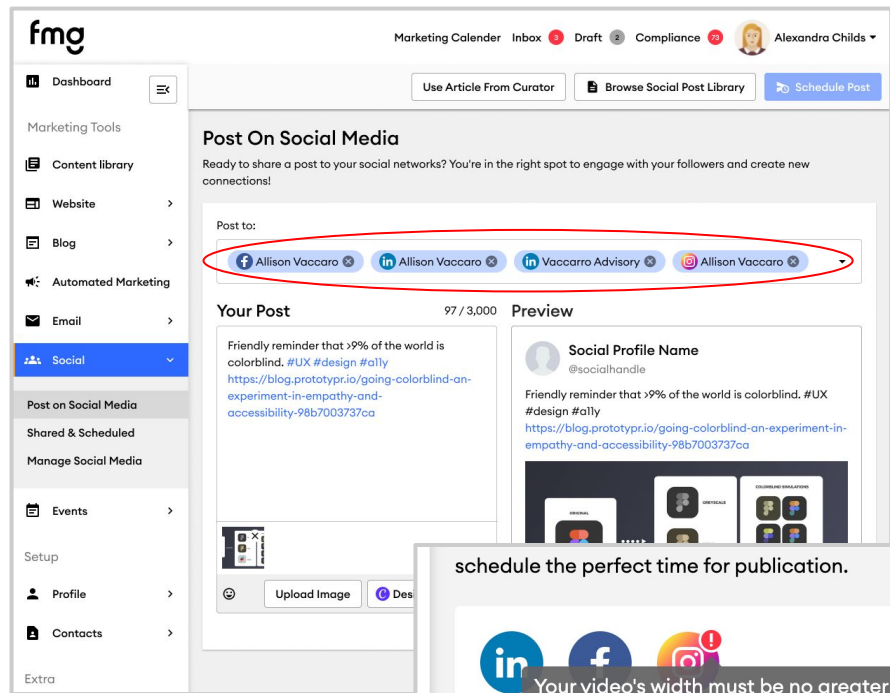 fmg
Marketing Calender Inbox 3 Draft 2 Compliance 73 Alexandra Childs
Dashboard
Use Article From Curator Browse Social Post Library Schedule Post
Marketing Tools
Content library
Website
Blog
Automated Marketing
Email
Social
Post on Social Media
Shared & Scheduled
Manage Social Media
Events
Setup
Profile
Contacts
Extra
Post On Social Media
Ready to share a post to your social networks? You're in the right spot to engage with your followers and create new
connections!
Post to:
Allison Vaccaro in Allison Vaccaro in Vaccarro Advisory Allison Vaccaro
Your Post 97 / 3,000
Friendly reminder that >9% of the world is
colorblind. #UX #design #a11y
https://blog.prototypr.io/going-colorblind-an-
experiment-in-empathy-and-
accessibility-98b7003737ca
Upload Image Des
Preview
Social Profile Name
@socialhandle
Friendly reminder that >9% of the world is colorblind. #UX
#design #a11y
https://blog.prototypr.io/going-colorblind-an-experiment-in-
empathy-and-accessibility-98b7003737ca
ORIGINAL
GREYSCALE
COLORBLIND SIMULATIONS
schedule the perfect time for publication.
in f !
Your video's width must be no greater